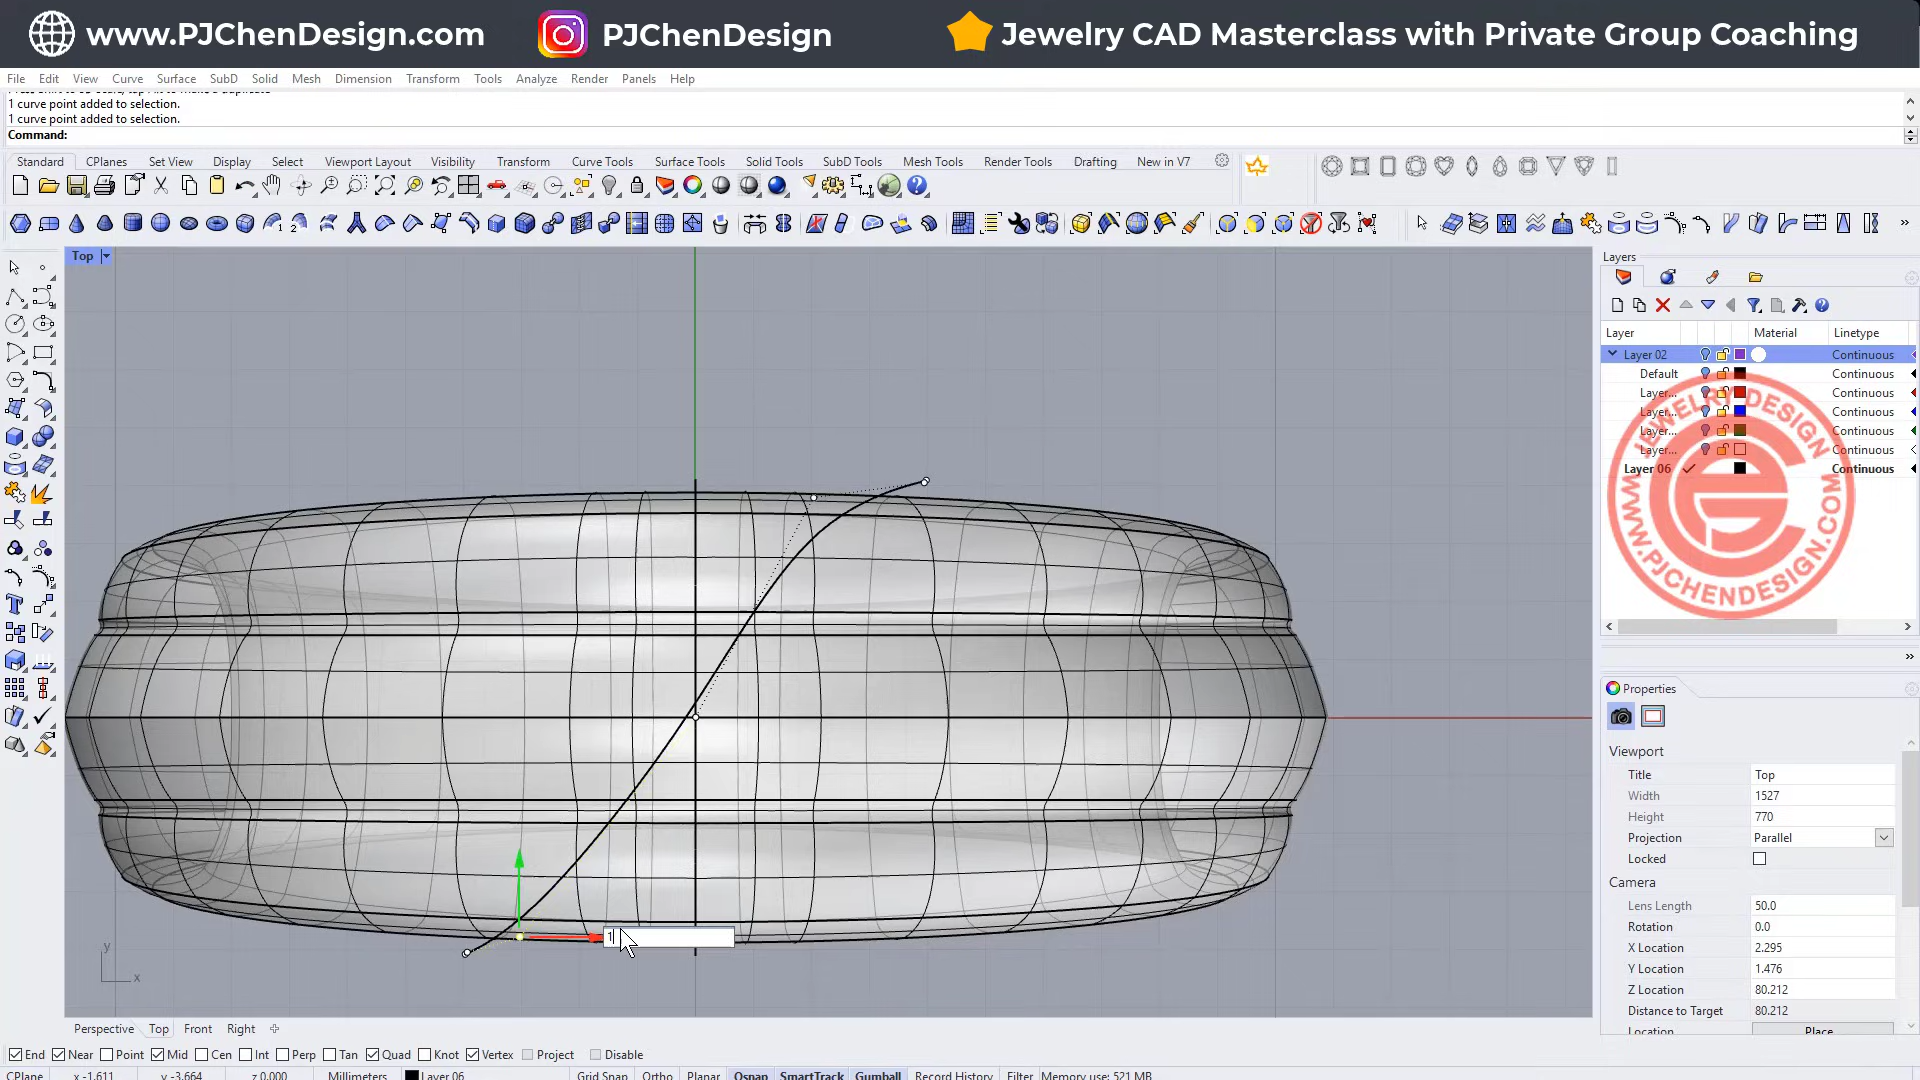 www.PJChenDesign.com PJChenDesign Jewelry CAD Masterclass with Private Group Coaching
File Edit View Curve Surface SubD Solid Mesh Dimension Transform Tools Analyze Render Panels Help
1 curve point added to selection.
1 curve point added to selection.
Command:
Standard CPlanes Set View Display Select Viewport Layout Visibility Transform Curve Tools Surface Tools Solid Tools SubD Tools Mesh Tools Render Tools Drafting New in V7
Top
Layers
Layer Material Linetype
Layer 02 Continuous
Default Continuous
Layer... Continuous
Layer... Continuous
Layer... Continuous
Layer... Continuous
Layer 06 Continuous
JEWELRY DESIGN
WWW.PJCHENDESIGN.COM
Properties
Viewport
Title Top
Width 1527
Height 770
Projection Parallel
Locked
Camera
Lens Length 50.0
Rotation 0.0
X Location 2.295
Y Location 1.476
Z Location 80.212
Distance to Target 80.212
Location Place...
1
y
x
Perspective Top Front Right
End Near Point Mid Cen Int Perp Tan Quad Knot Vertex Project Disable
CPlane x -1.611 y -3.664 z 0.000 Millimeters Layer 06 Grid Snap Ortho Planar Osnap SmartTrack Gumball Record History Filter Memory use: 521 MB